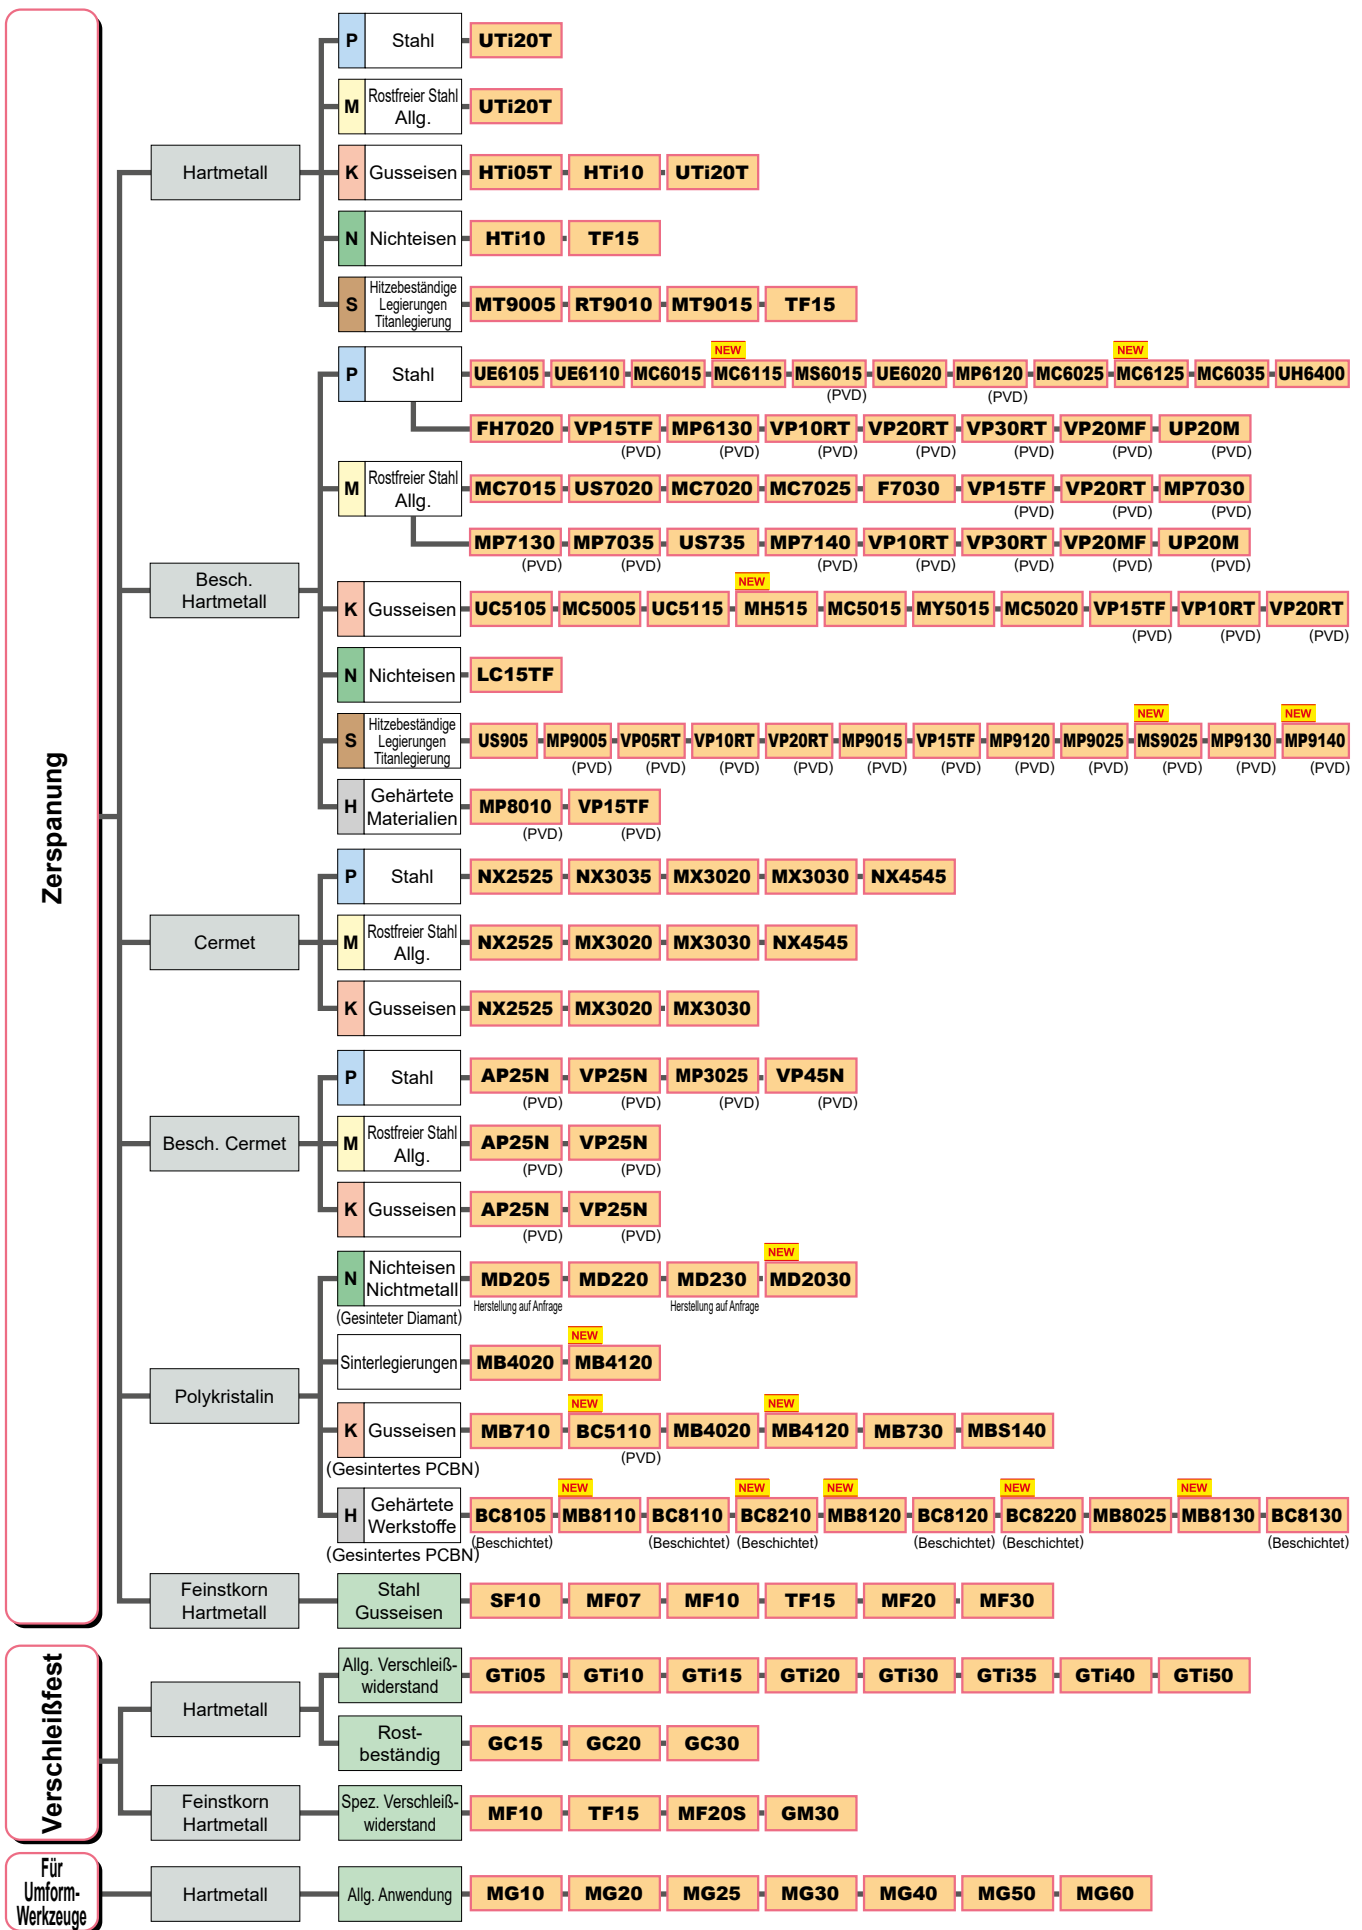 Zerspanung
Hartmetall
P Stahl UTi20T
M Rostfreier Stahl
Allg.
UTi20T
K Gusseisen HTi05T HTi10 UTi20T
N Nichteisen HTi10 TF15
S Hitzebeständige
Legierungen
Titanlegierung
MT9005 RT9010 MT9015 TF15
Besch.
Hartmetall
NEW NEW
P Stahl UE6105 UE6110 MC6015 MC6115 MS6015 UE6020 MP6120 MC6025 MC6125 MC6035 UH6400
(PVD) (PVD)
FH7020 VP15TF MP6130 VP10RT VP20RT VP30RT VP20MF UP20M
(PVD) (PVD) (PVD) (PVD) (PVD) (PVD) (PVD)
M Rostfreier Stahl
Allg.
MC7015 US7020 MC7020 MC7025 F7030 VP15TF VP20RT MP7030
(PVD) (PVD) (PVD)
MP7130 MP7035 US735 MP7140 VP10RT VP30RT VP20MF UP20M
(PVD) (PVD) (PVD) (PVD) (PVD) (PVD) (PVD)
NEW
K Gusseisen UC5105 MC5005 UC5115 MH515 MC5015 MY5015 MC5020 VP15TF VP10RT VP20RT
(PVD) (PVD) (PVD)
N Nichteisen LC15TF
NEW NEW
S Hitzebeständige
Legierungen
Titanlegierung
US905 MP9005 VP05RT VP10RT VP20RT MP9015 VP15TF MP9120 MP9025 MS9025 MP9130 MP9140
(PVD) (PVD) (PVD) (PVD) (PVD) (PVD) (PVD) (PVD) (PVD) (PVD) (PVD)
H Gehärtete
Materialien
MP8010 VP15TF
(PVD) (PVD)
Cermet
P Stahl NX2525 NX3035 MX3020 MX3030 NX4545
M Rostfreier Stahl
Allg.
NX2525 MX3020 MX3030 NX4545
K Gusseisen NX2525 MX3020 MX3030
Besch. Cermet
P Stahl AP25N VP25N MP3025 VP45N
(PVD) (PVD) (PVD) (PVD)
M Rostfreier Stahl
Allg.
AP25N VP25N
(PVD) (PVD)
K Gusseisen AP25N VP25N
(PVD) (PVD)
Polykristalin
NEW
N Nichteisen
Nichtmetall
(Gesinteter Diamant)
MD205 MD220 MD230 MD2030
Herstellung auf Anfrage Herstellung auf Anfrage
NEW
Sinterlegierungen MB4020 MB4120
NEW NEW
K Gusseisen MB710 BC5110 MB4020 MB4120 MB730 MBS140
(Gesintertes PCBN) (PVD)
NEW NEW NEW NEW NEW
H Gehärtete
Werkstoffe
(Gesintertes PCBN)
BC8105 MB8110 BC8110 BC8210 MB8120 BC8120 BC8220 MB8025 MB8130 BC8130
(Beschichtet) (Beschichtet) (Beschichtet) (Beschichtet) (Beschichtet) (Beschichtet)
Feinstkorn
Hartmetall
Stahl
Gusseisen
SF10 MF07 MF10 TF15 MF20 MF30
Verschleißfest
Hartmetall
Allg. Verschleiß-
widerstand
GTi05 GTi10 GTi15 GTi20 GTi30 GTi35 GTi40 GTi50
Rost-
beständig
GC15 GC20 GC30
Feinstkorn
Hartmetall
Spez. Verschleiß-
widerstand
MF10 TF15 MF20S GM30
Für
Umform-
Werkzeuge
Hartmetall
Allg. Anwendung
MG10 MG20 MG25 MG30 MG40 MG50 MG60